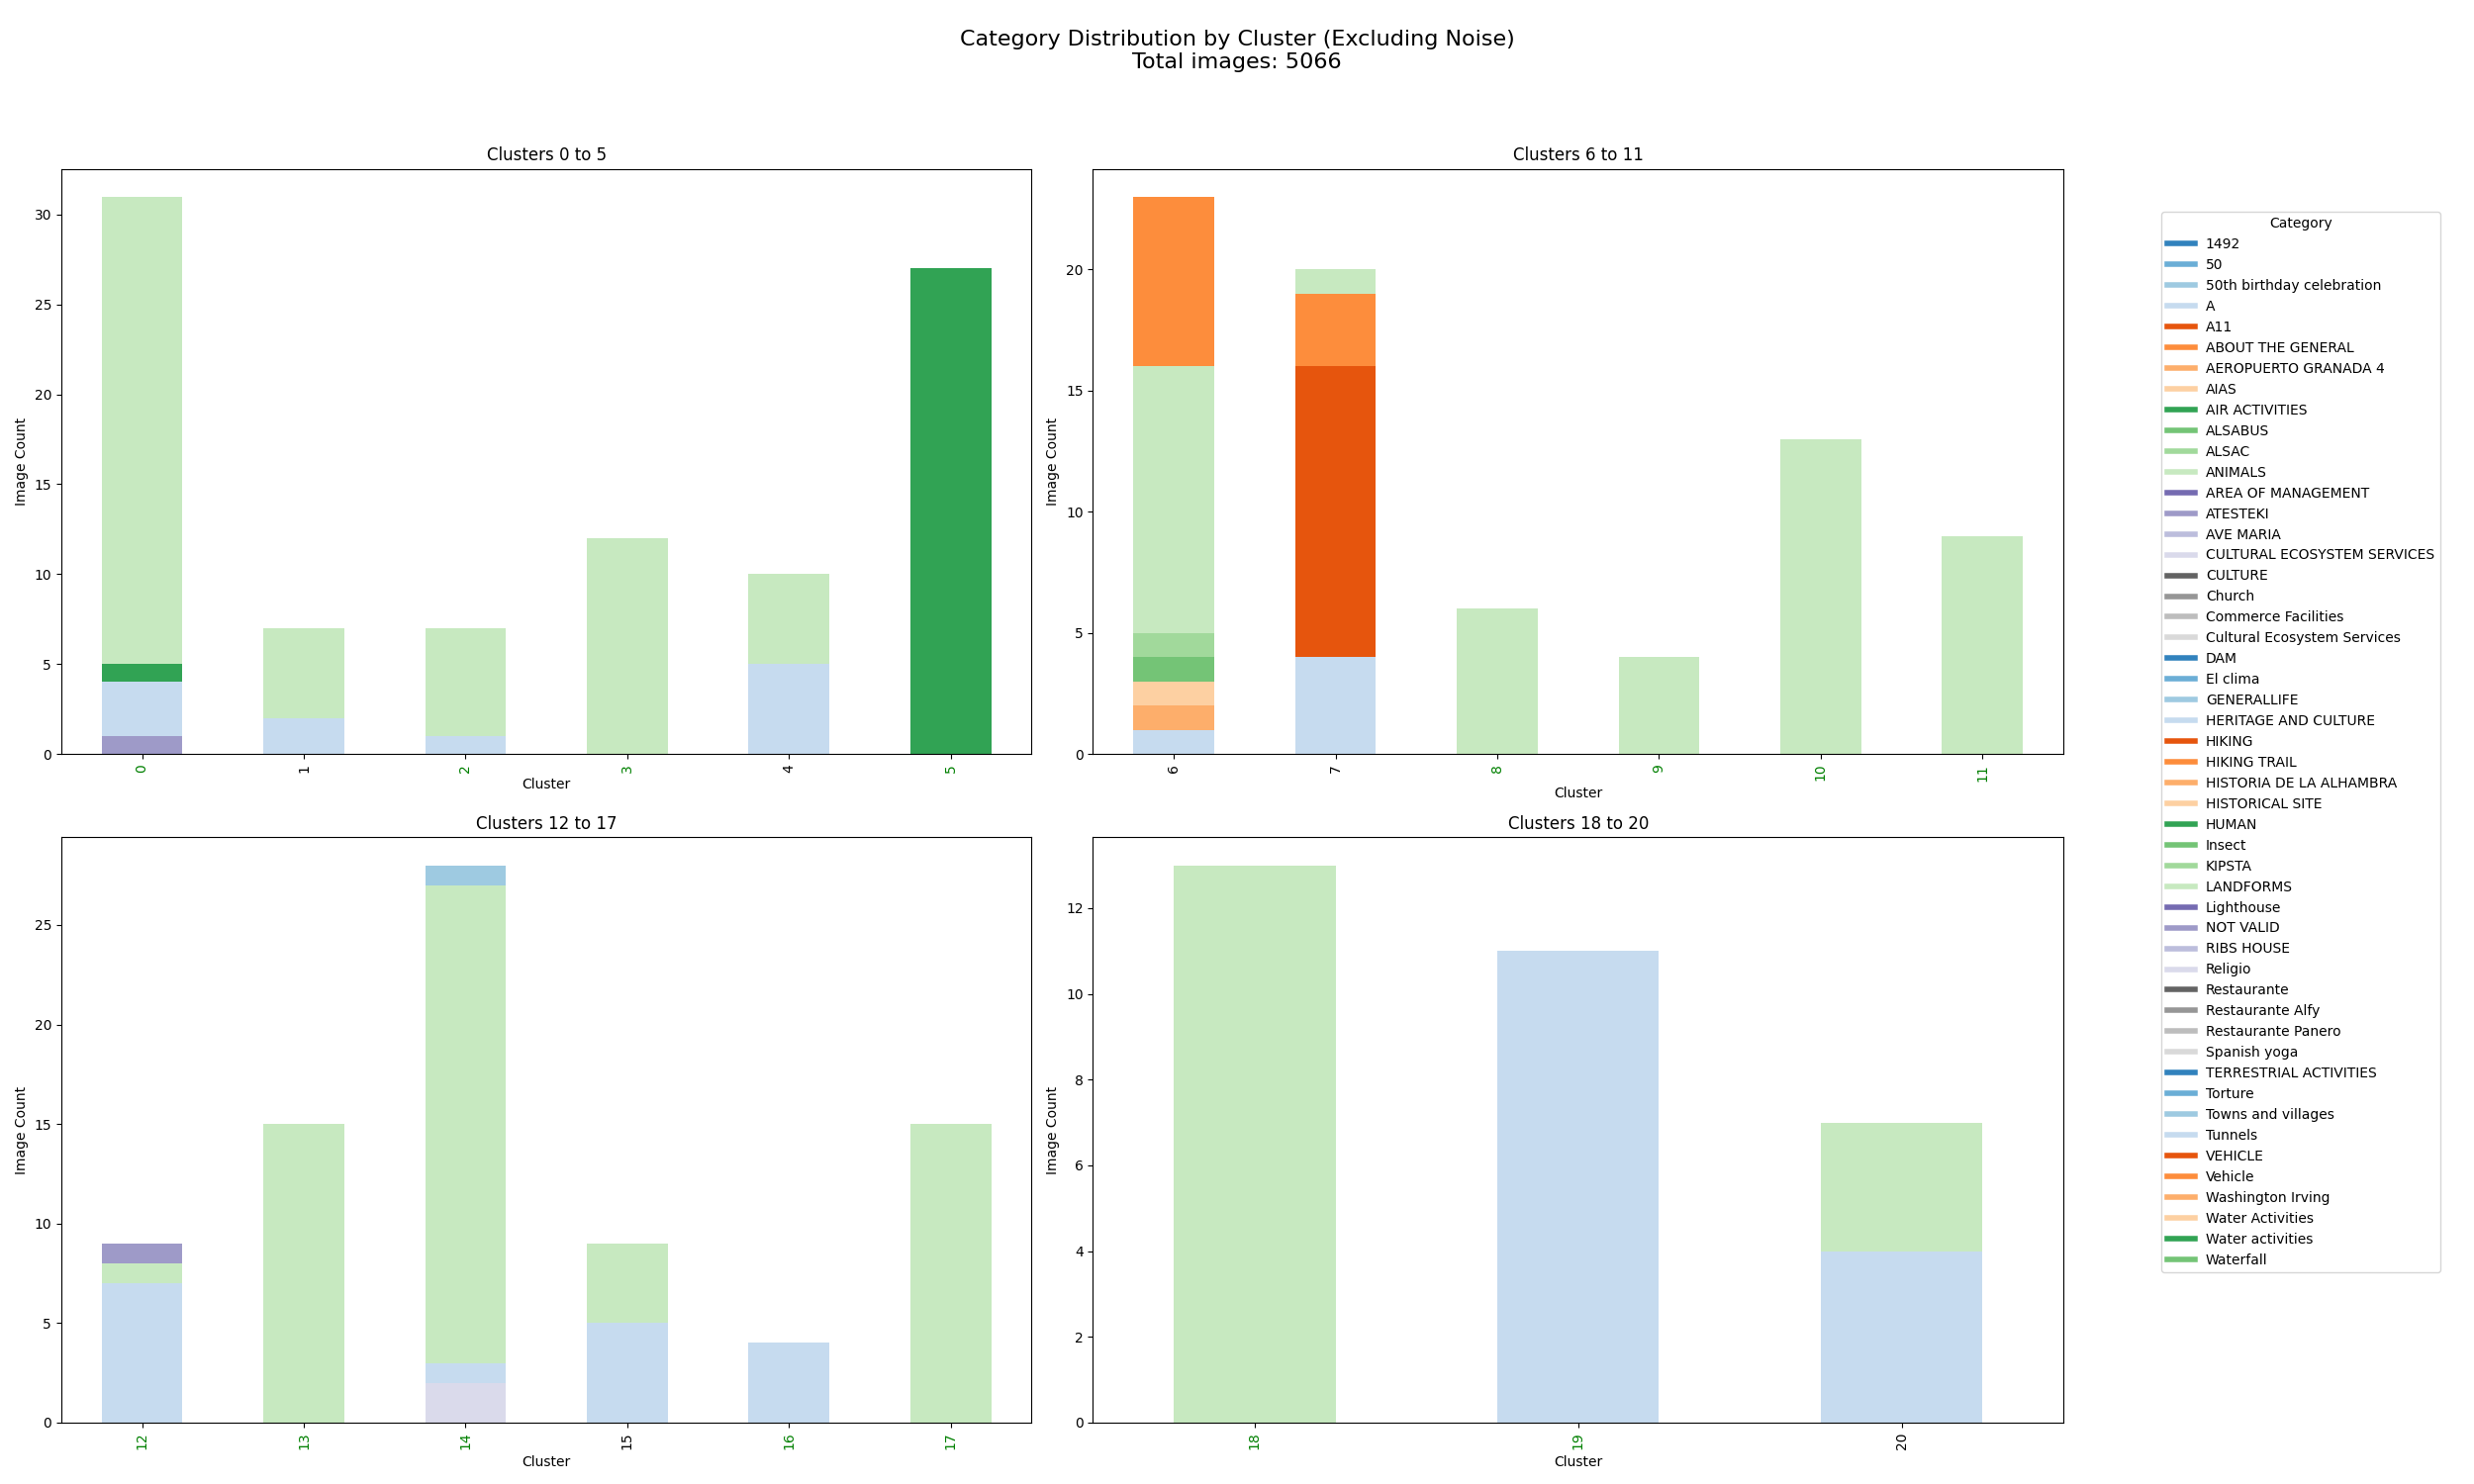 Category Distribution by Cluster (Excluding Noise)
Total images: 5066
Clusters 0 to 5
Image Count
30
25
20
15
10
5
0
0 1 2 3 4 5
Cluster
Clusters 6 to 11
Image Count
20
15
10
5
0
6 7 8 9 10 11
Cluster
Clusters 12 to 17
Image Count
25
20
15
10
5
0
12 13 14 15 16 17
Cluster
Clusters 18 to 20
Image Count
12
10
8
6
4
2
0
18 19 20
Cluster
Category
1492
50
50th birthday celebration
A
A11
ABOUT THE GENERAL
AEROPUERTO GRANADA 4
AIAS
AIR ACTIVITIES
ALSABUS
ALSAC
ANIMALS
AREA OF MANAGEMENT
ATESTEKI
AVE MARIA
CULTURAL ECOSYSTEM SERVICES
CULTURE
Church
Commerce Facilities
Cultural Ecosystem Services
DAM
El clima
GENERALLIFE
HERITAGE AND CULTURE
HIKING
HIKING TRAIL
HISTORIA DE LA ALHAMBRA
HISTORICAL SITE
HUMAN
Insect
KIPSTA
LANDFORMS
Lighthouse
NOT VALID
RIBS HOUSE
Religio
Restaurante
Restaurante Alfy
Restaurante Panero
Spanish yoga
TERRESTRIAL ACTIVITIES
Torture
Towns and villages
Tunnels
VEHICLE
Vehicle
Washington Irving
Water Activities
Water activities
Waterfall